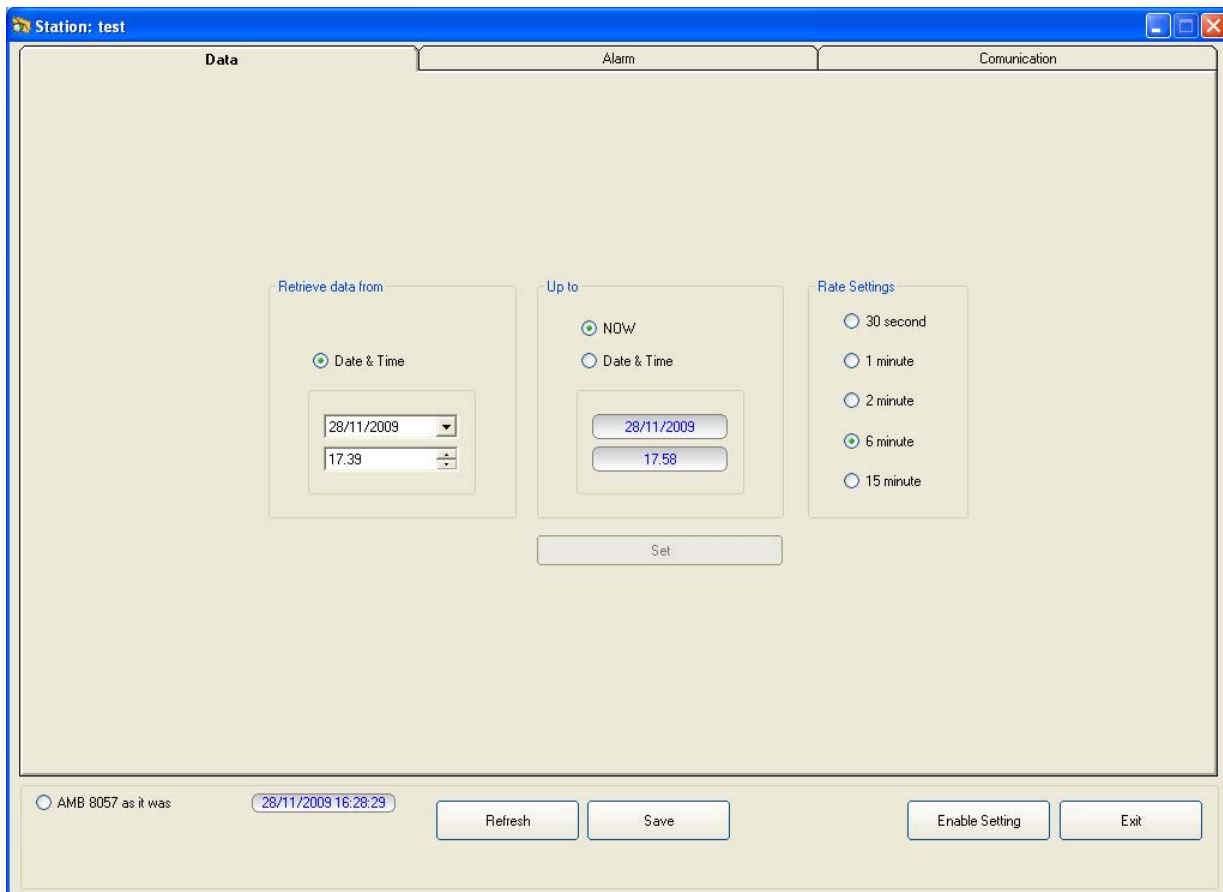 Station: test
Data
Alarm
Comunication
Retrieve data from
Date & Time
28/11/2009
17.39
Up to
NOW
Date & Time
28/11/2009
17.58
Rate Settings
30 second
1 minute
2 minute
6 minute
15 minute
Set
AMB 8057 as it was
28/11/2009 16:28:29
Refresh
Save
Enable Setting
Exit